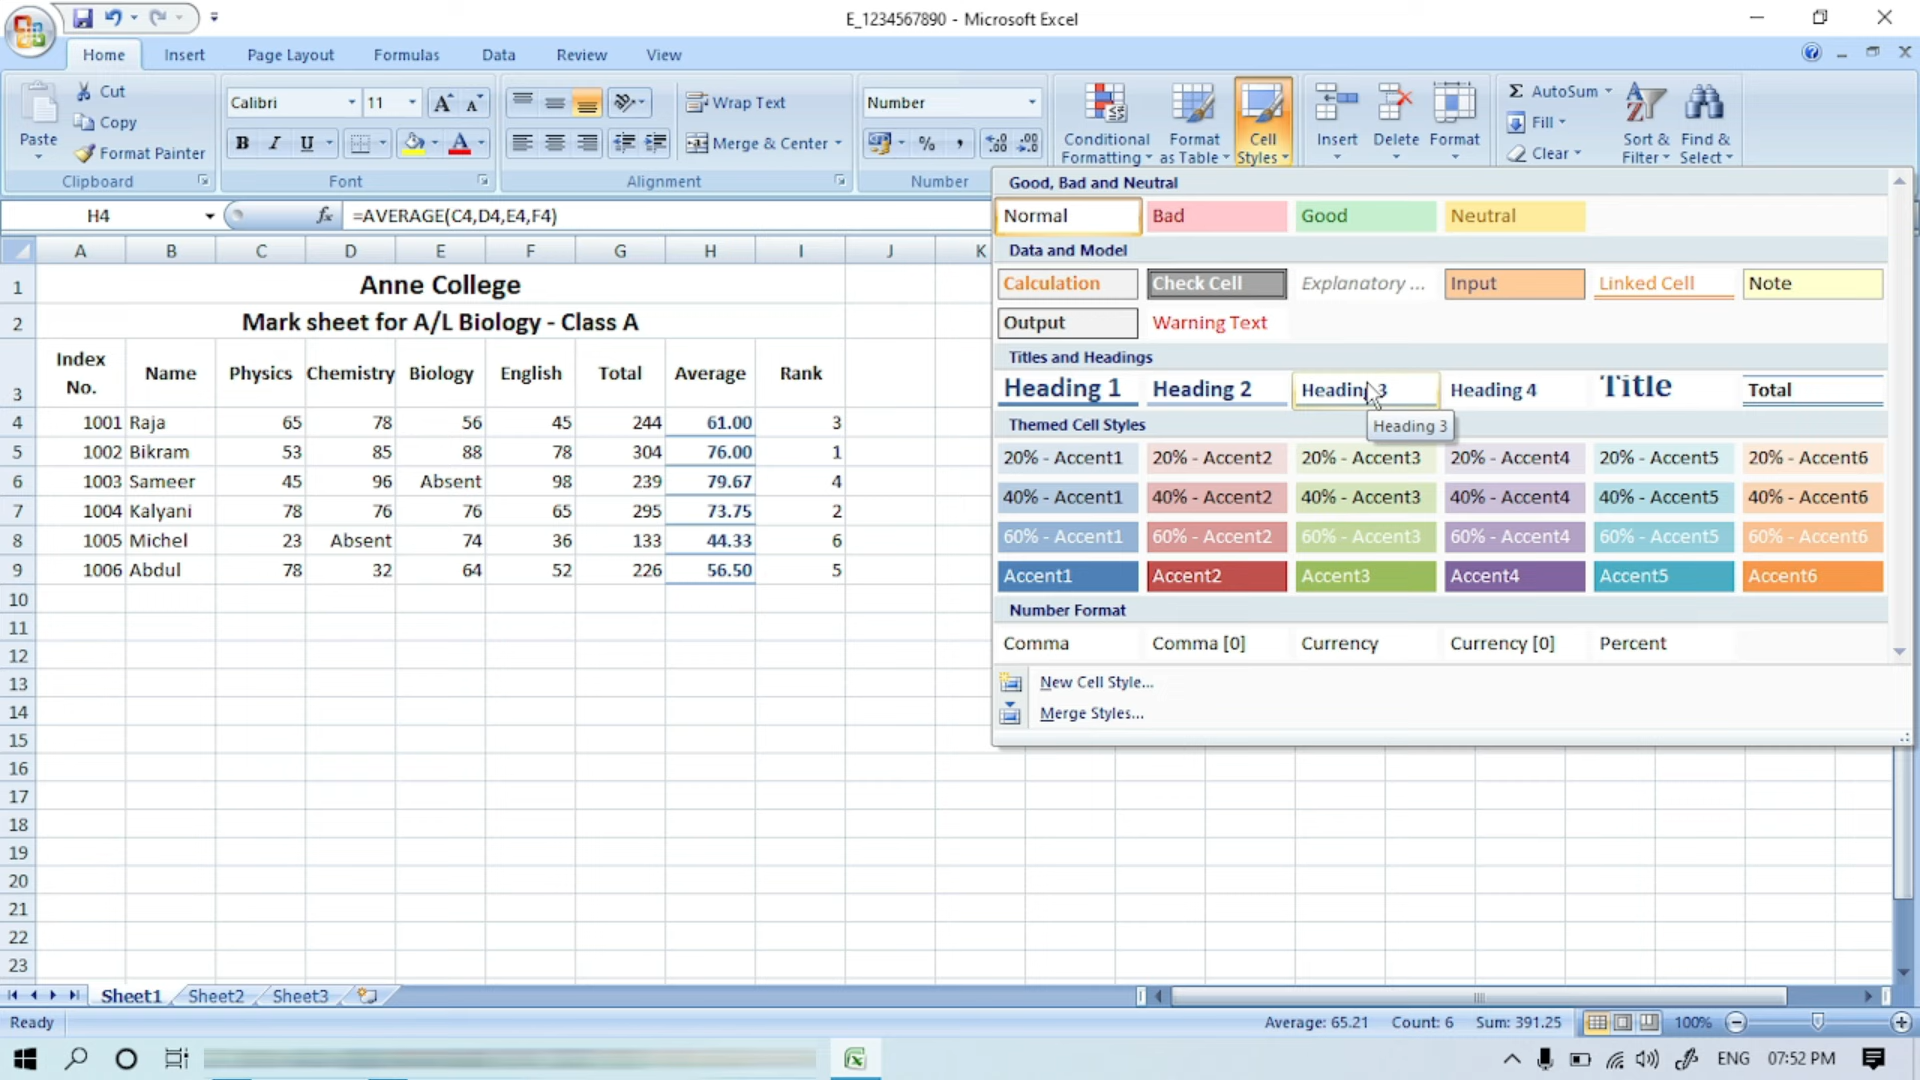 E_1234567890 - Microsoft Excel
Home Insert Page Layout Formulas Data Review View
Paste
Cut
Copy
Format Painter
Clipboard
Calibri 11
B I U
Font
Wrap Text
Merge & Center
Alignment
Number
% ,
Number
Conditional Formatting
Format as Table
Cell Styles
Insert
Delete
Format
Σ AutoSum
Fill
Clear
Sort & Filter
Find & Select
H4 fx =AVERAGE(C4,D4,E4,F4)
A B C D E F G H I J K
1 Anne College
2 Mark sheet for A/L Biology - Class A
3 Index No. Name Physics Chemistry Biology English Total Average Rank
4 1001 Raja 65 78 56 45 244 61.00 3
5 1002 Bikram 53 85 88 78 304 76.00 1
6 1003 Sameer 45 96 Absent 98 239 79.67 4
7 1004 Kalyani 78 76 76 65 295 73.75 2
8 1005 Michel 23 Absent 74 36 133 44.33 6
9 1006 Abdul 78 32 64 52 226 56.50 5
10
11
12
13
14
15
16
17
18
19
20
21
22
23
Good, Bad and Neutral
Normal Bad Good Neutral
Data and Model
Calculation Check Cell Explanatory ... Input Linked Cell Note
Output Warning Text
Titles and Headings
Heading 1 Heading 2 Heading 3 Heading 4 Title Total
Heading 3
Themed Cell Styles
20% - Accent1 20% - Accent2 20% - Accent3 20% - Accent4 20% - Accent5 20% - Accent6
40% - Accent1 40% - Accent2 40% - Accent3 40% - Accent4 40% - Accent5 40% - Accent6
60% - Accent1 60% - Accent2 60% - Accent3 60% - Accent4 60% - Accent5 60% - Accent6
Accent1 Accent2 Accent3 Accent4 Accent5 Accent6
Number Format
Comma Comma [0] Currency Currency [0] Percent
New Cell Style...
Merge Styles...
Sheet1 Sheet2 Sheet3
Ready Average: 65.21 Count: 6 Sum: 391.25 100%
ENG 07:52 PM